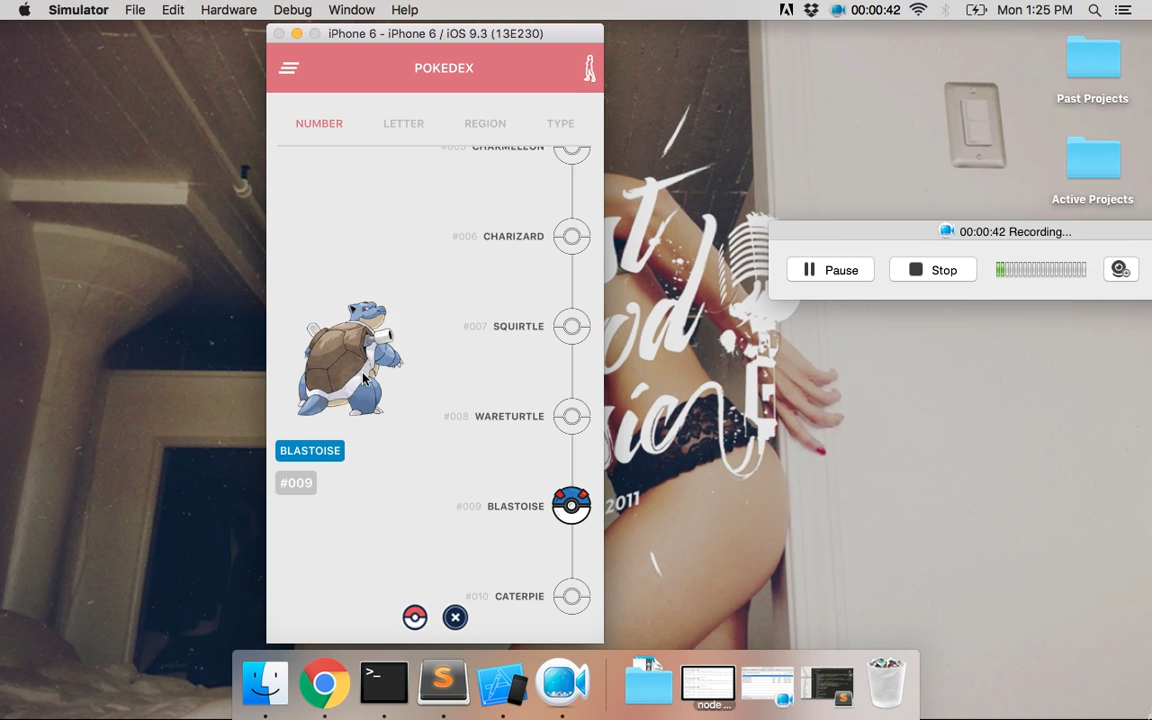 Simulator File Edit Hardware Debug Window Help 00:00:42 Mon 1:25 PM
iPhone 6 - iPhone 6 / iOS 9.3 (13E230)
POKEDEX
NUMBER LETTER REGION TYPE
#005 CHARMELEON
#006 CHARIZARD
#007 SQUIRTLE
#008 WARETURTLE
#009 BLASTOISE
#010 CATERPIE
BLASTOISE
#009
Past Projects
Active Projects
00:00:42 Recording...
Pause Stop
2011
node ...